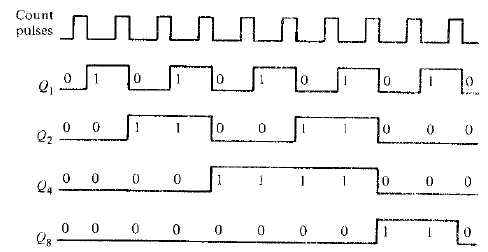 Count
pulses
Q1 0 1 0 1 0 1 0 1 0 1 0
Q2 0 0 1 1 0 0 1 1 0 0 0
Q4 0 0 0 0 1 1 1 1 0 0 0
Q8 0 0 0 0 0 0 0 0 1 1 0